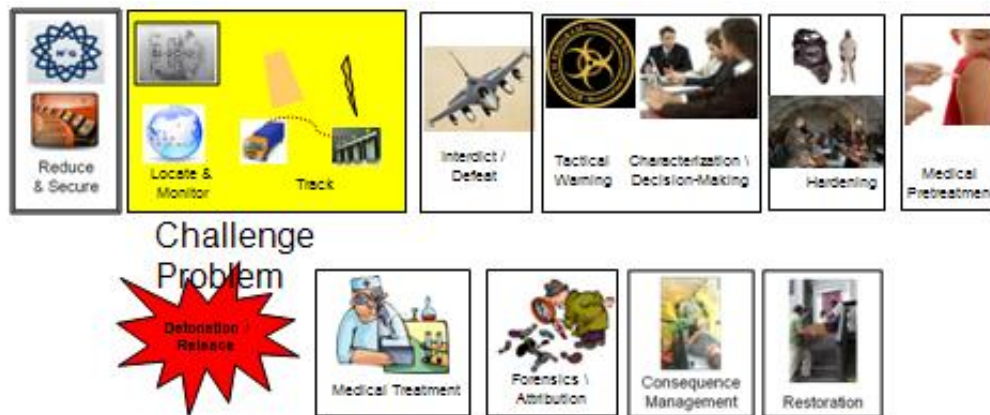 Reduce
& Secure
Locate &
Monitor
Track
Interdict /
Defeat
Tactical
Warning
Characterization \
Decision-Making
Hardening
Medical
Pretreatment
Challenge
Problem
Detonation /
Release
Medical Treatment
Forensics \
Attribution
Consequence
Management
Restoration